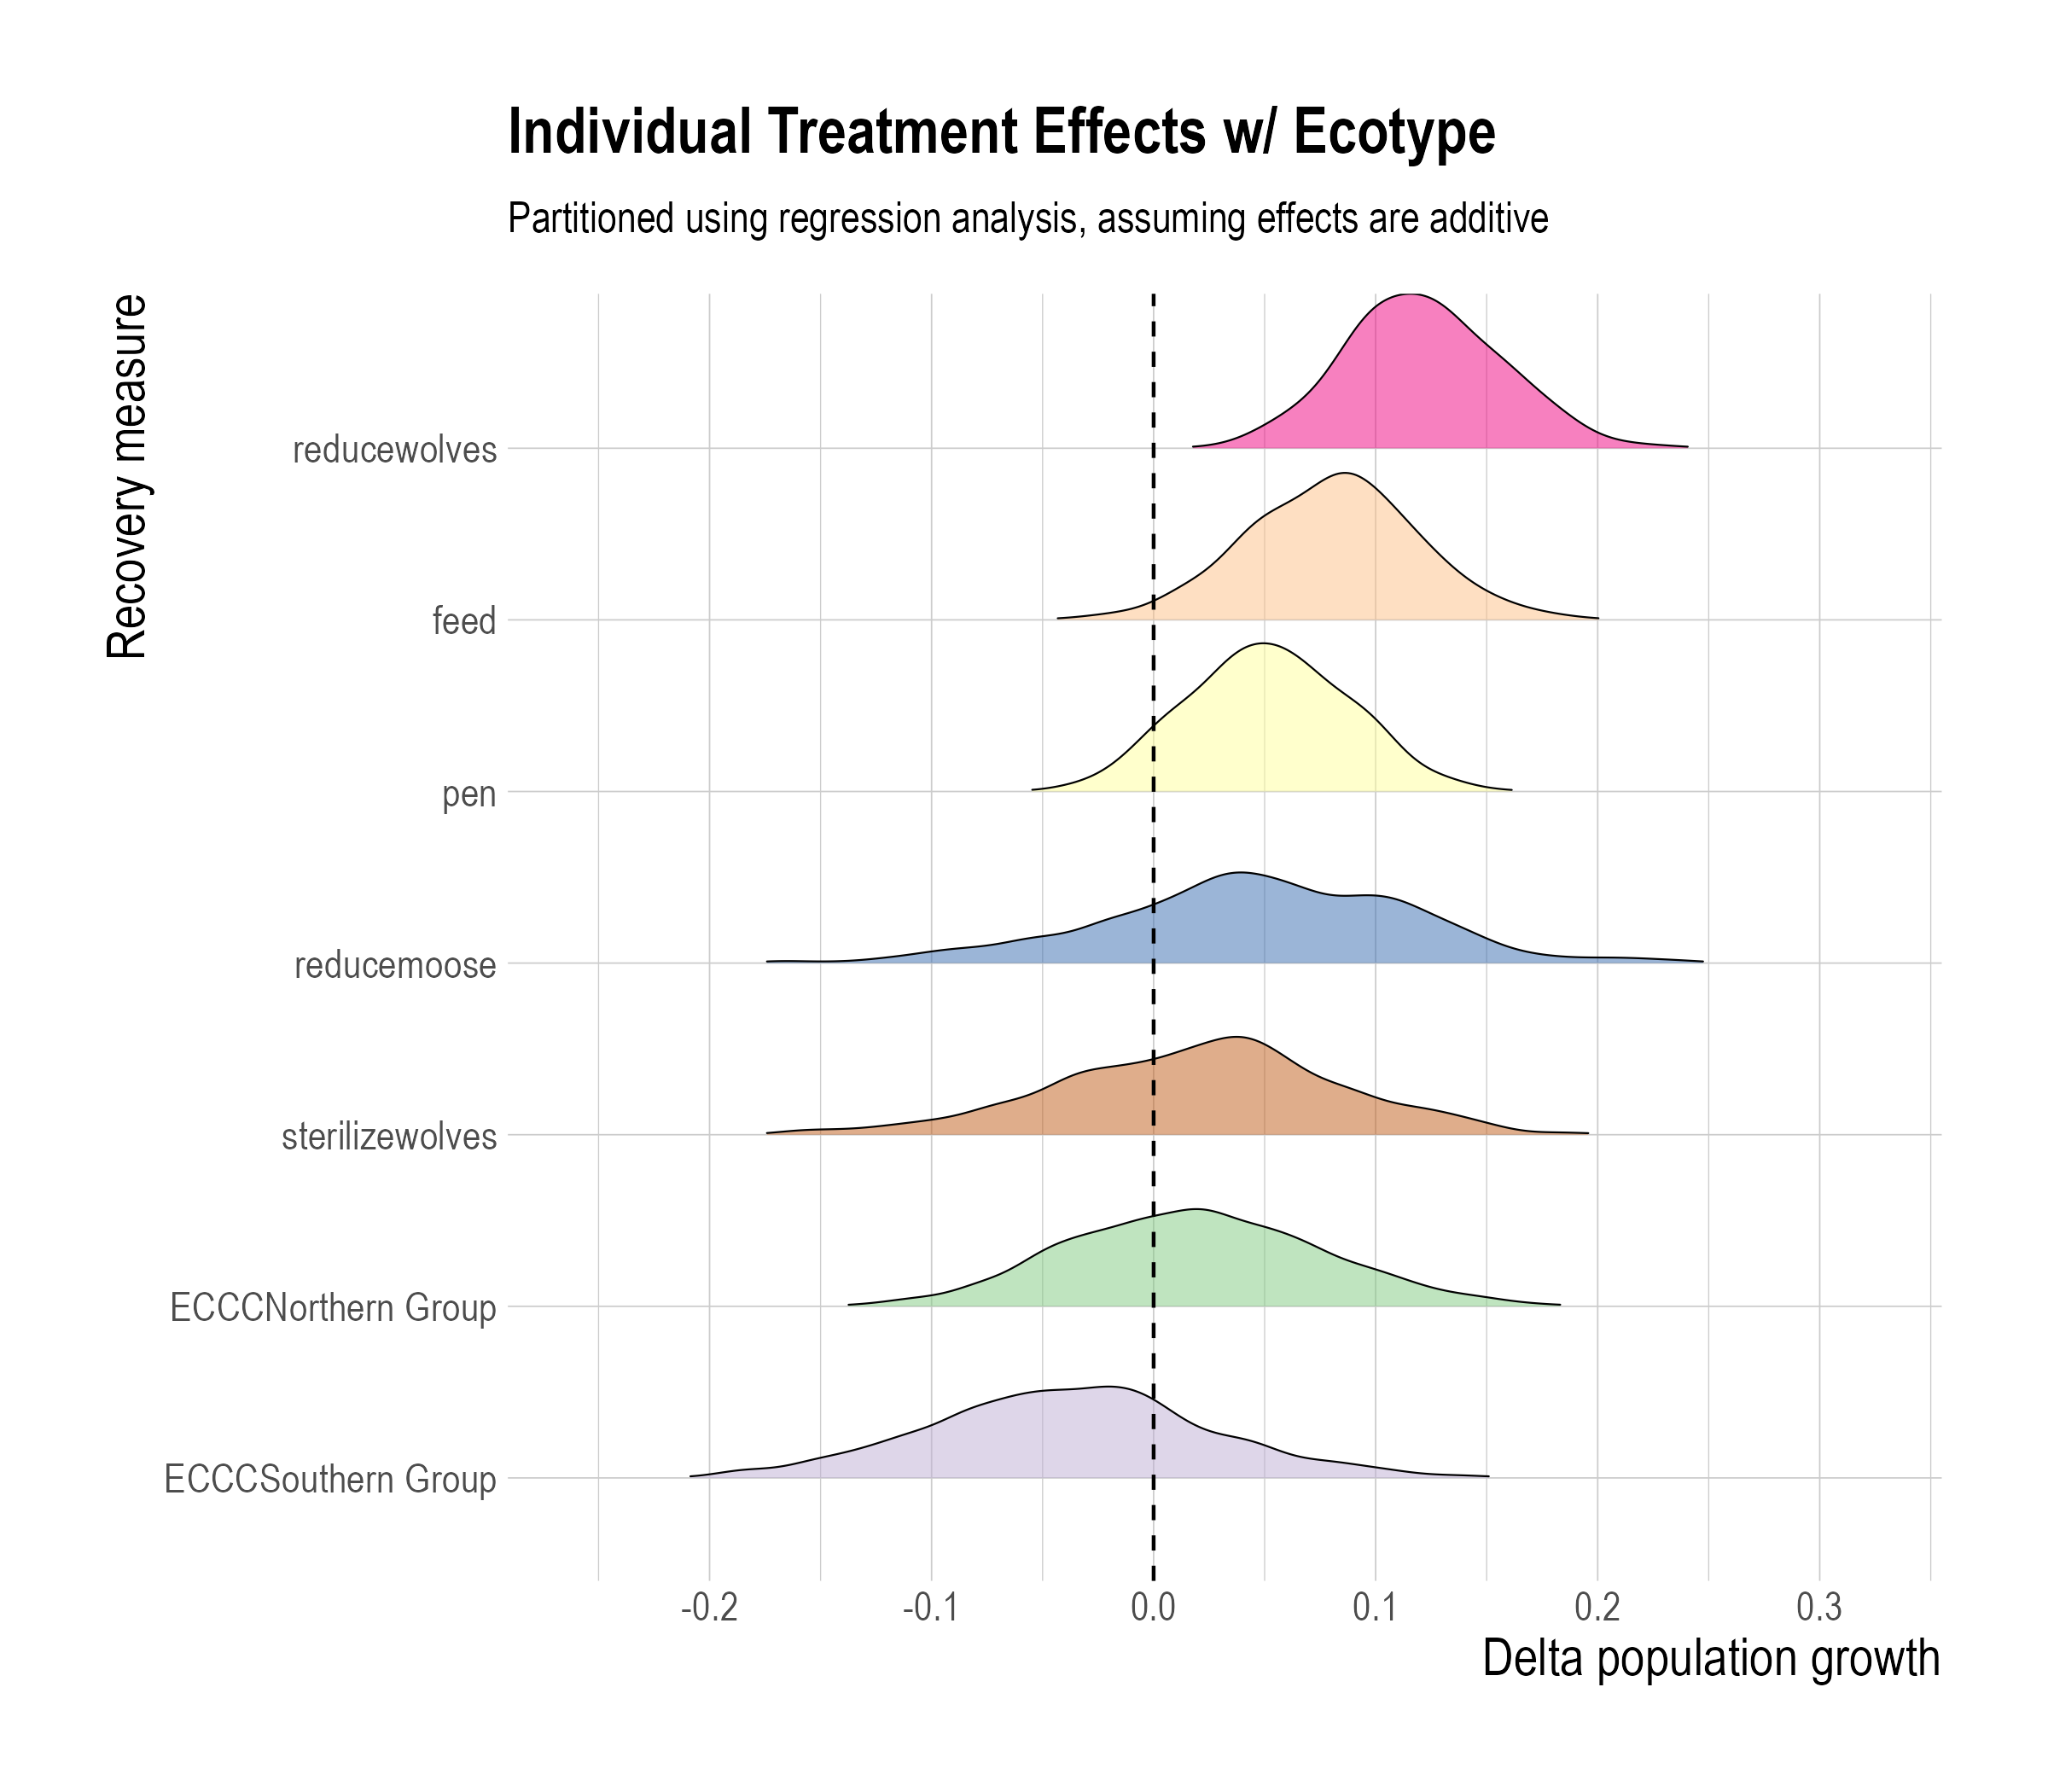 Individual Treatment Effects w/ Ecotype
Partitioned using regression analysis, assuming effects are additive
Recovery measure
reducewolves
feed
pen
reducemoose
sterilizewolves
ECCCNorthern Group
ECCCSouthern Group
-0.2 -0.1 0.0 0.1 0.2 0.3
Delta population growth